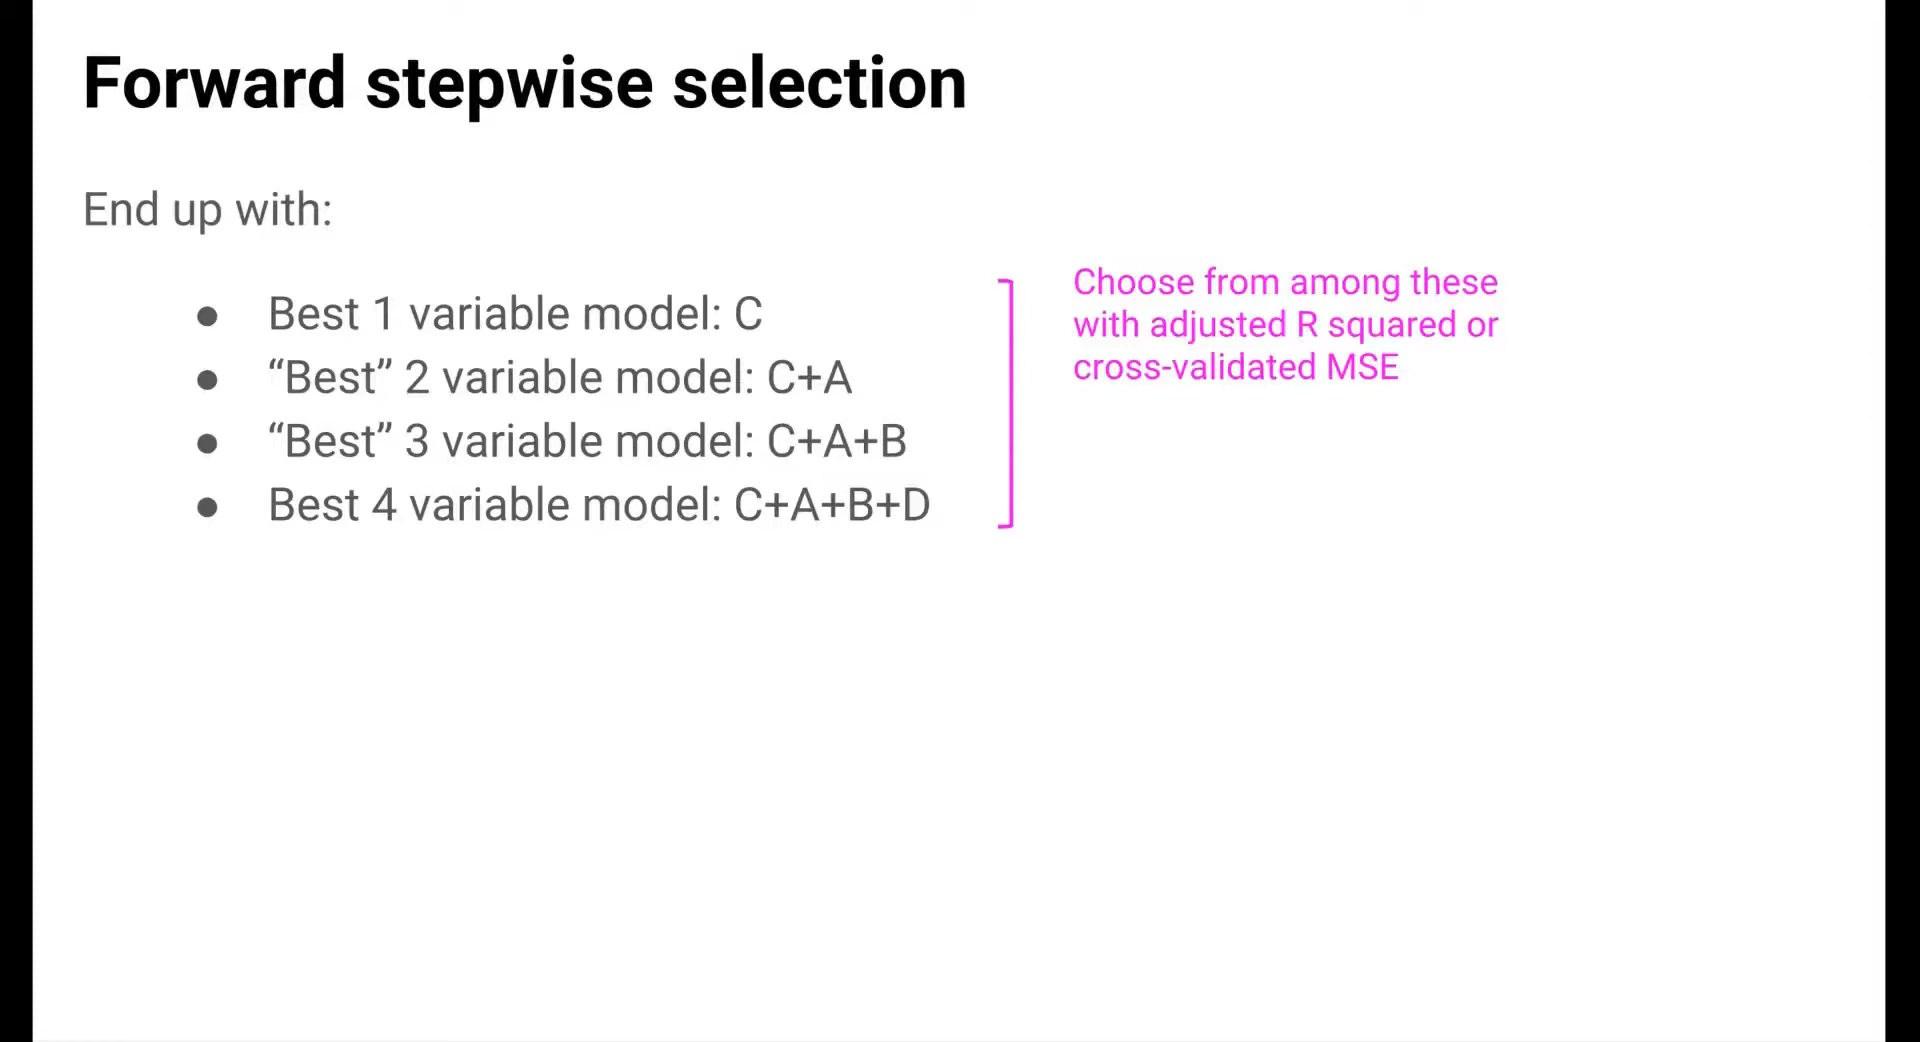 Forward stepwise selection
End up with:
● Best 1 variable model: C
● “Best” 2 variable model: C+A
● “Best” 3 variable model: C+A+B
● Best 4 variable model: C+A+B+D
Choose from among these
with adjusted R squared or
cross-validated MSE